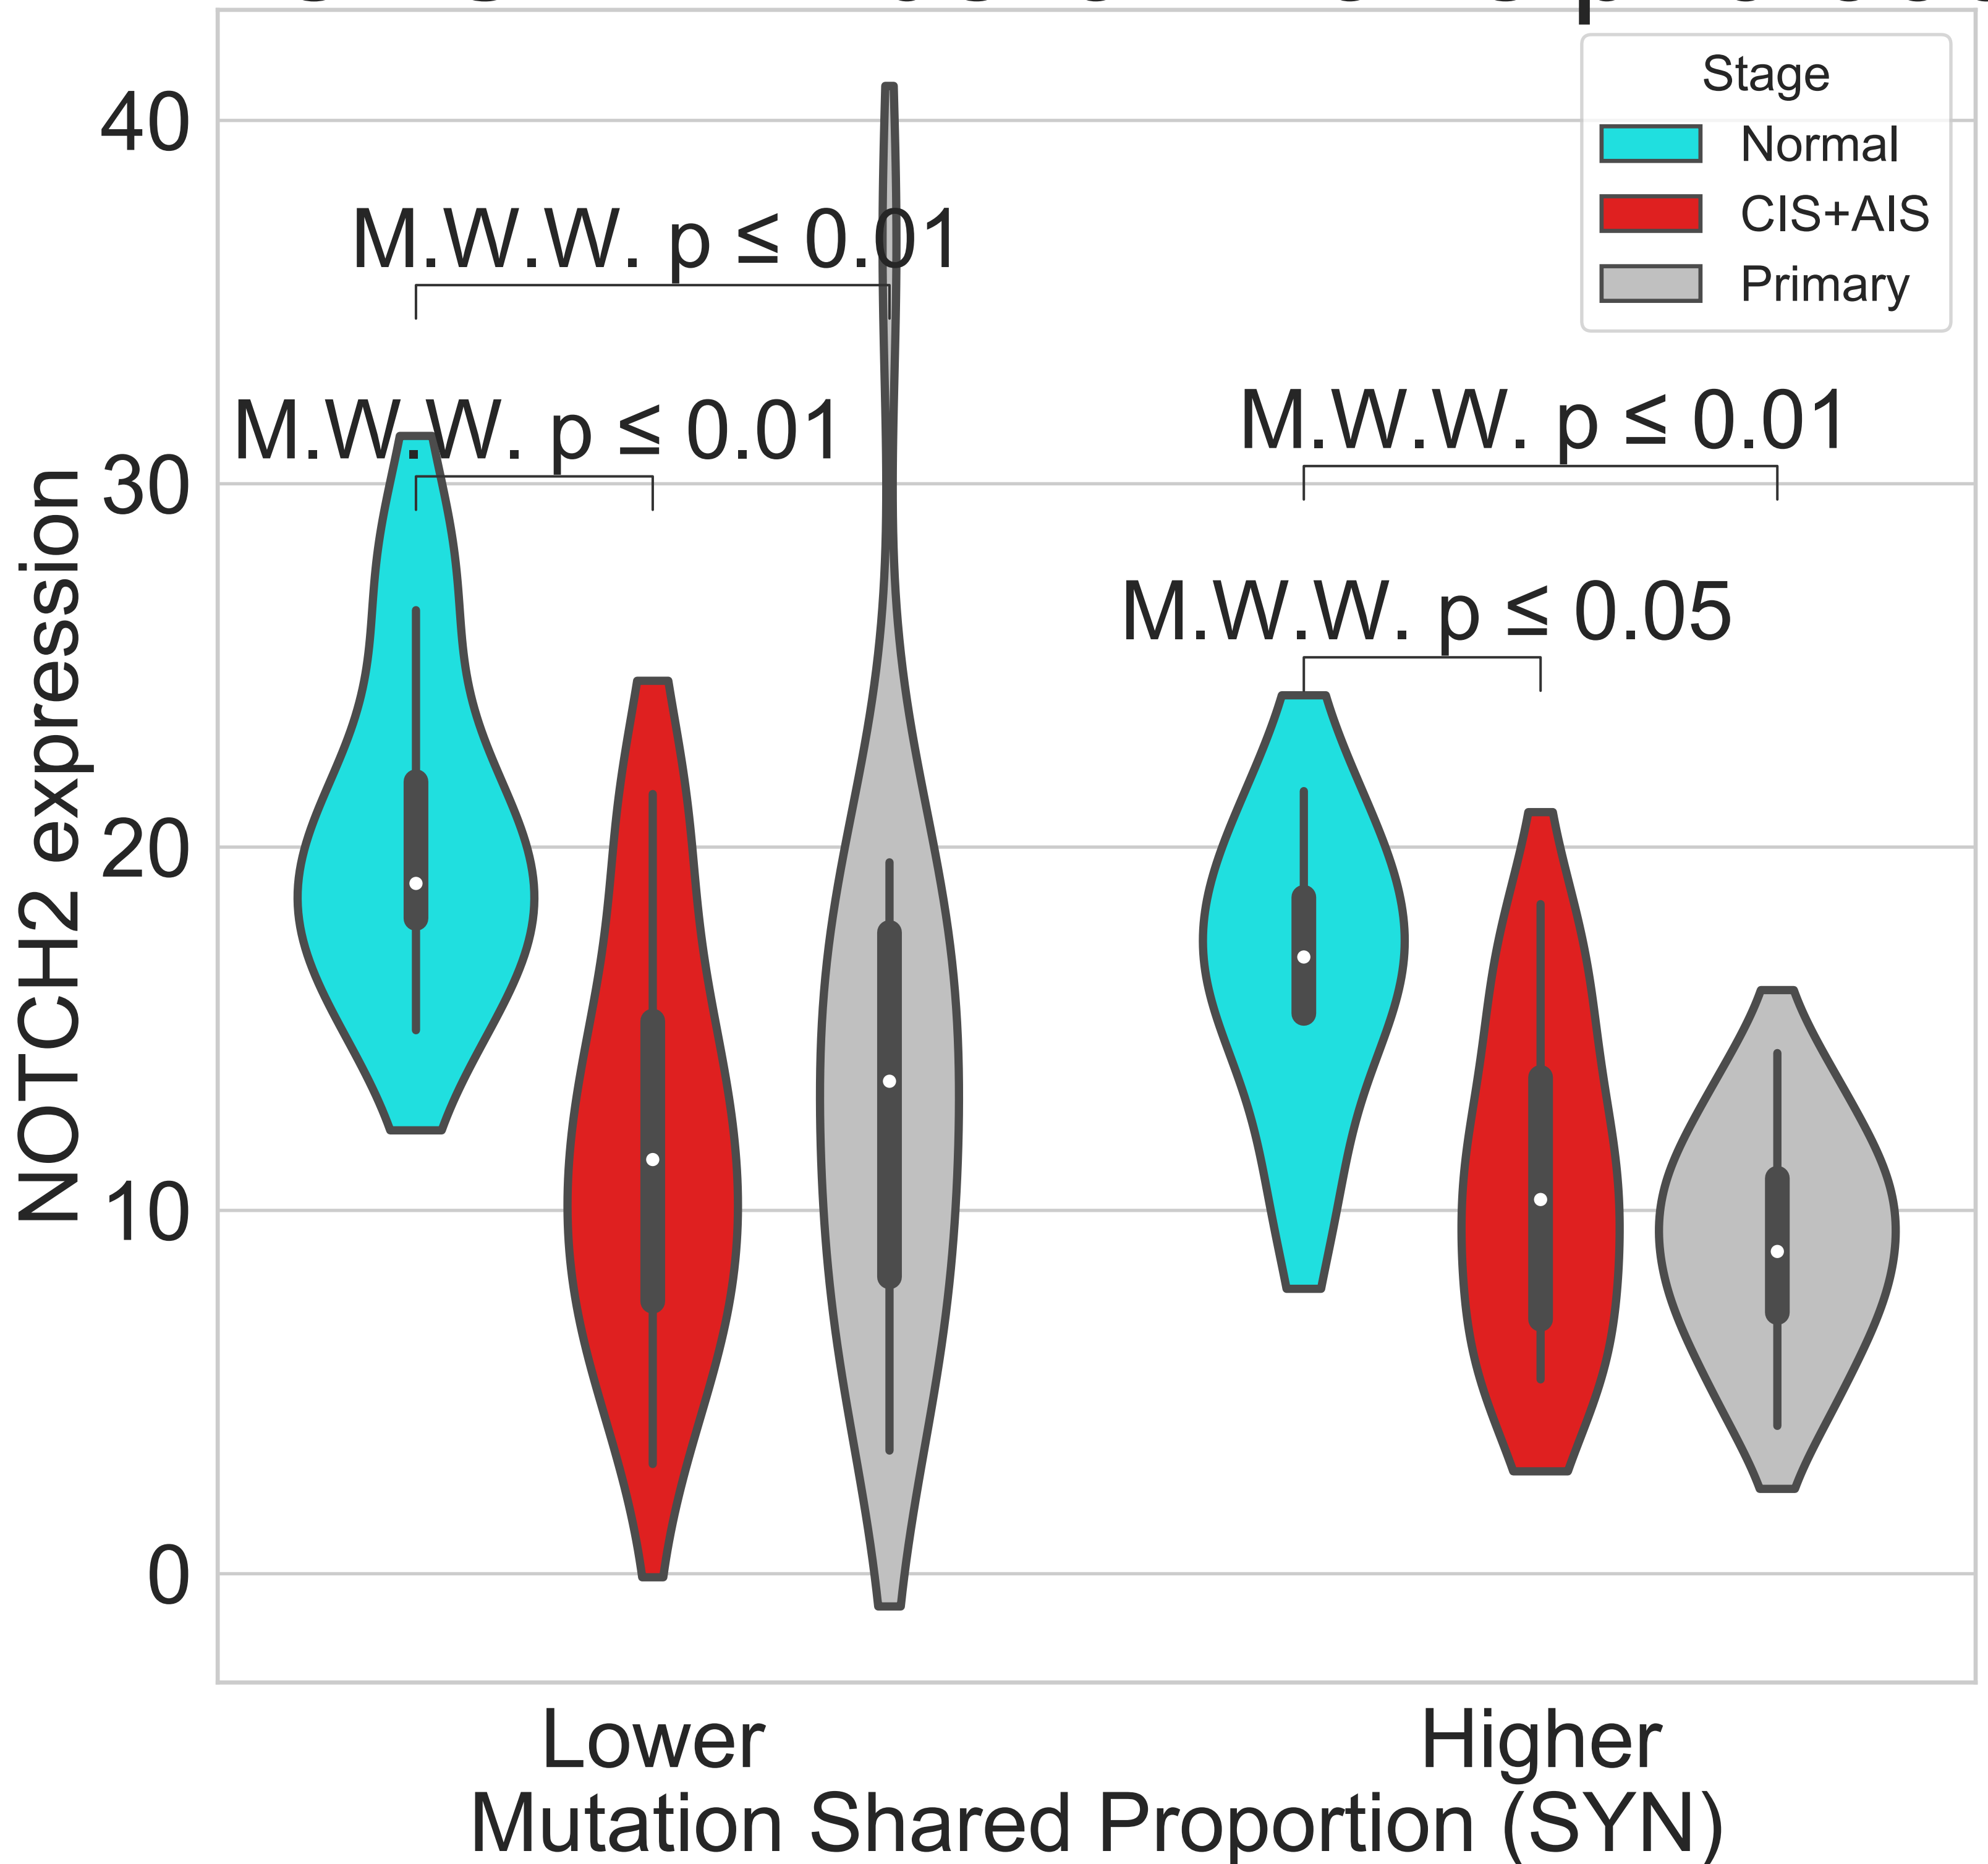 Stage
Normal
CIS+AIS
Primary
M.W.W. p ≤ 0.01
M.W.W. p ≤ 0.01
M.W.W. p ≤ 0.01
M.W.W. p ≤ 0.05
NOTCH2 expression
40
30
20
10
0
Lower
Higher
Mutation Shared Proportion (SYN)